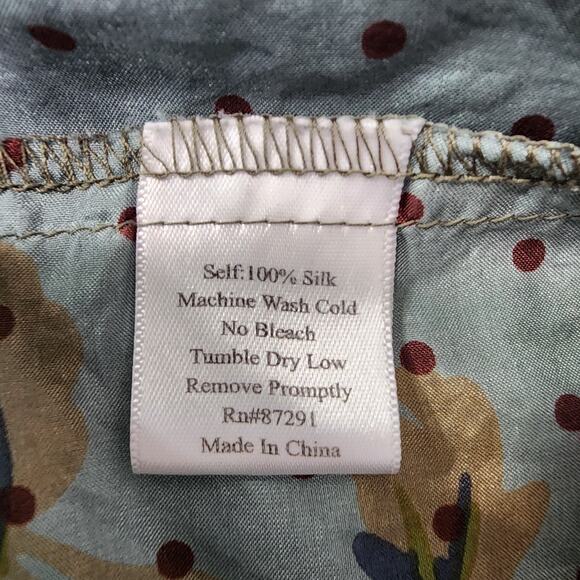 Self:100% Silk
Machine Wash Cold
No Bleach
Tumble Dry Low
Remove Promptly
Rn#87291
Made In China